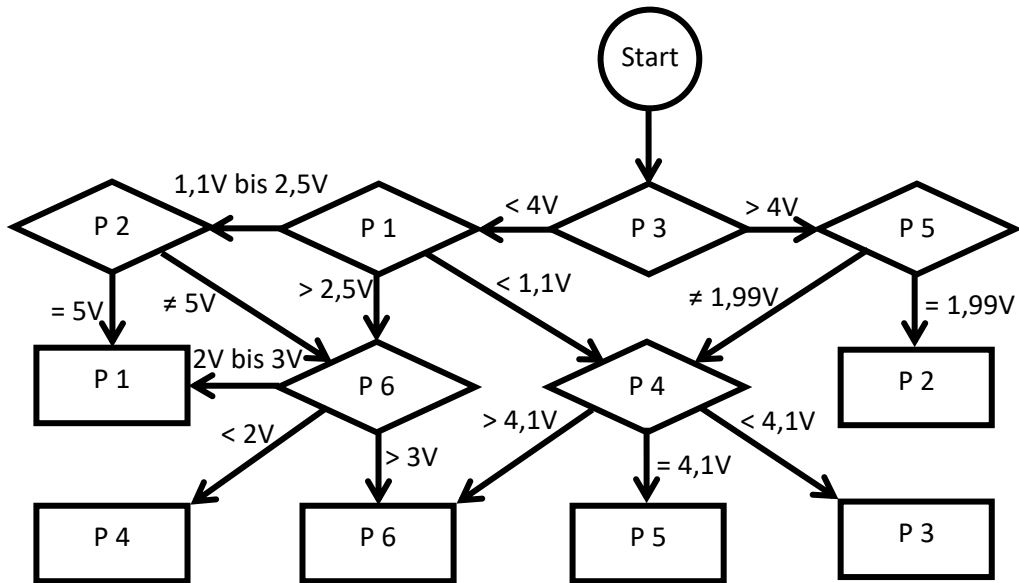 Start
1,1V bis 2,5V
< 4V
> 4V
P 2
P 1
P 3
P 5
> 2,5V
< 1,1V
≠ 1,99V
= 1,99V
= 5V
≠ 5V
2V bis 3V
P 1
P 6
P 4
P 2
< 2V
> 3V
> 4,1V
= 4,1V
< 4,1V
P 4
P 6
P 5
P 3